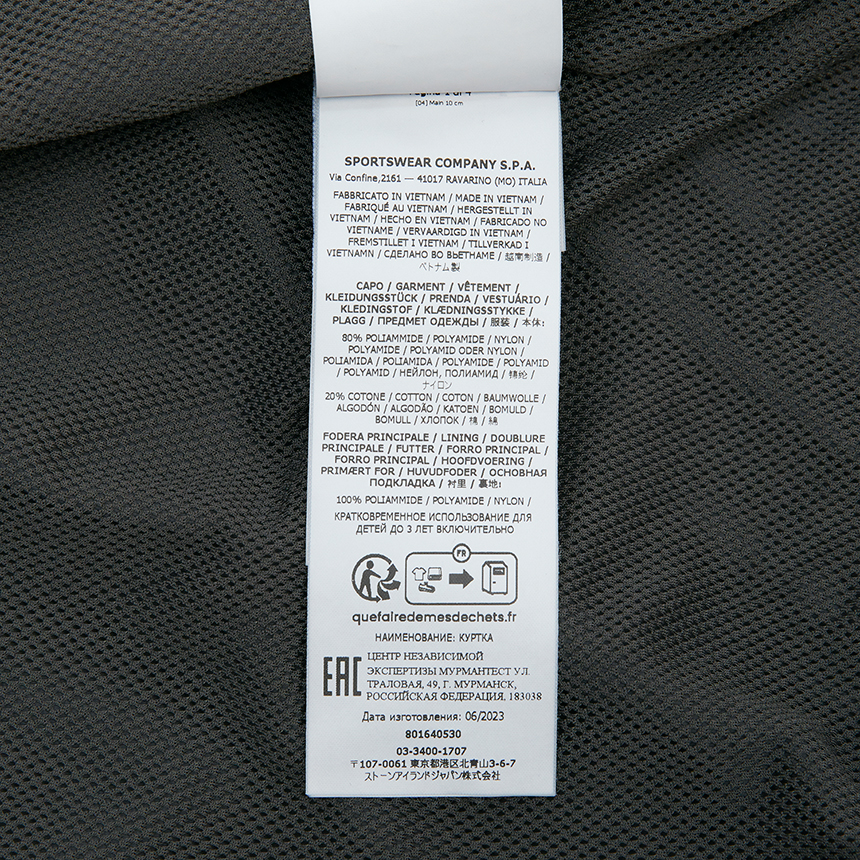 [04] Main 10 cm
SPORTSWEAR COMPANY S.P.A.
Via Confine,2161 — 41017 RAVARINO (MO) ITALIA
FABBRICATO IN VIETNAM / MADE IN VIETNAM /
FABRIQUÉ AU VIETNAM / HERGESTELLT IN
VIETNAM / HECHO EN VIETNAM / FABRICADO NO
VIETNAME / VERVAARDIGD IN VIETNAM /
FREMSTILLET I VIETNAM / TILLVERKAD I
VIETNAMN / СДЕЛАНО ВО ВЬЕТНАМЕ / 越南制造 /
ベトナム製
CAPO / GARMENT / VÊTEMENT /
KLEIDUNGSSTÜCK / PRENDA / VESTUÁRIO /
KLEDINGSTOF / KLÆDNINGSSTYKKE /
PLAGG / ПРЕДМЕТ ОДЕЖДЫ / 服装 / 本体:
80% POLIAMMIDE / POLYAMIDE / NYLON /
POLYAMIDE / POLYAMID ODER NYLON /
POLIAMIDA / POLIAMIDA / POLYAMIDE / POLYAMID
/ POLYAMID / НЕЙЛОН, ПОЛИАМИД / 锦纶 /
ナイロン
20% COTONE / COTTON / COTON / BAUMWOLLE /
ALGODÓN / ALGODÃO / KATOEN / BOMULD /
BOMULL / ХЛОПОК / 棉 / 綿
FODERA PRINCIPALE / LINING / DOUBLURE
PRINCIPALE / FUTTER / FORRO PRINCIPAL /
FORRO PRINCIPAL / HOOFDVOERING /
PRIMÆRT FOR / HUVUDFODER / ОСНОВНАЯ
ПОДКЛАДКА / 衬里 / 裏地:
100% POLIAMMIDE / POLYAMIDE / NYLON /
КРАТКОВРЕМЕННОЕ ИСПОЛЬЗОВАНИЕ ДЛЯ
ДЕТЕЙ ДО 3 ЛЕТ ВКЛЮЧИТЕЛЬНО
FR
quefairedemesdechets.fr
НАИМЕНОВАНИЕ: КУРТКА
EAC
ЦЕНТР НЕЗАВИСИМОЙ
ЭКСПЕРТИЗЫ МУРМАНТЕСТ УЛ.
ТРАЛОВАЯ, 49, Г. МУРМАНСК,
РОССИЙСКАЯ ФЕДЕРАЦИЯ, 183038
Дата изготовления: 06/2023
801640530
03-3400-1707
〒107-0061 東京都港区北青山3-6-7
ストーンアイランドジャパン株式会社